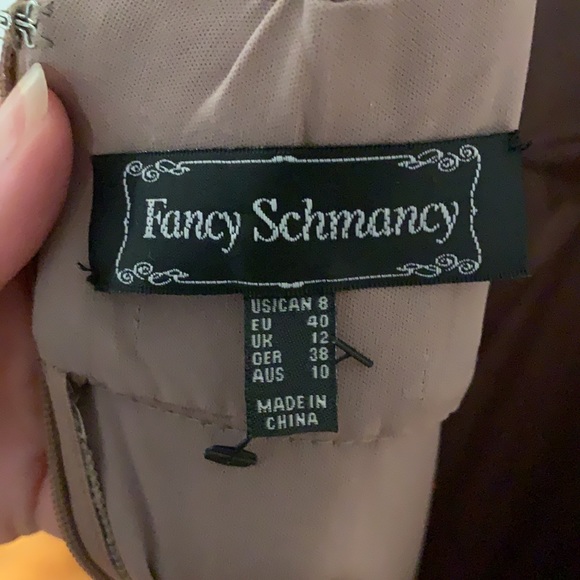 Fancy Schmancy
US/CAN 8
EU 40
UK 12
GER 38
AUS 10
MADE IN
CHINA